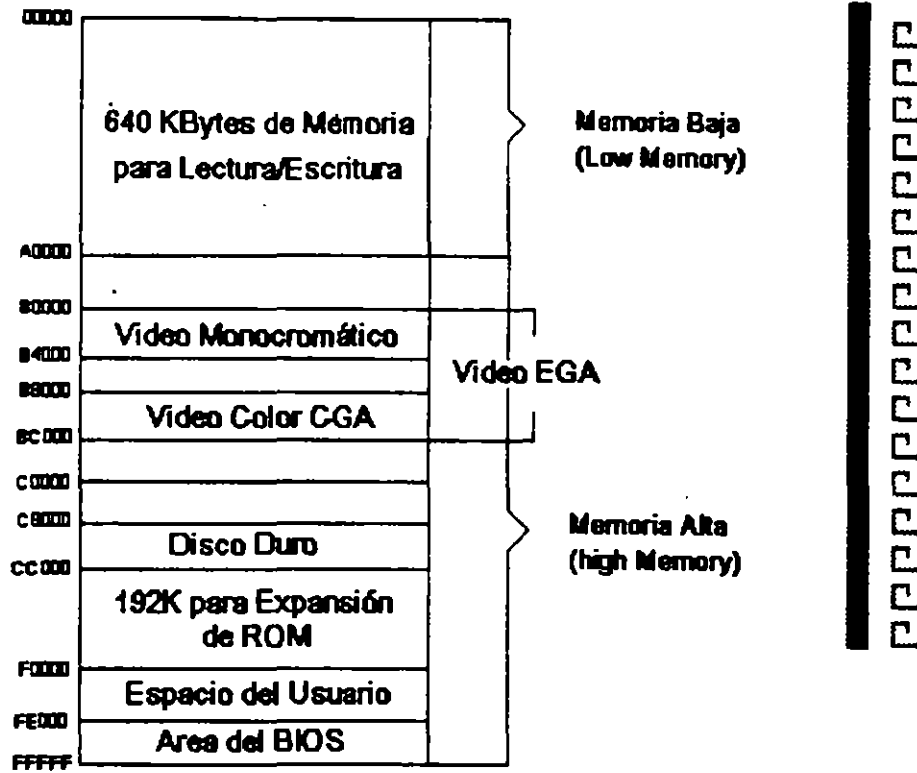 00000
640 KBytes de Memoria
para Lectura/Escritura
Memoria Baja
(Low Memory)
A0000
B0000
Video Monocromático
B4000
Video EGA
B8000
Video Color CGA
BC000
C0000
C8000
Disco Duro
Memoria Alta
(high Memory)
CC000
192K para Expansión
de ROM
F0000
Espacio del Usuario
FE000
Area del BIOS
FFFFF